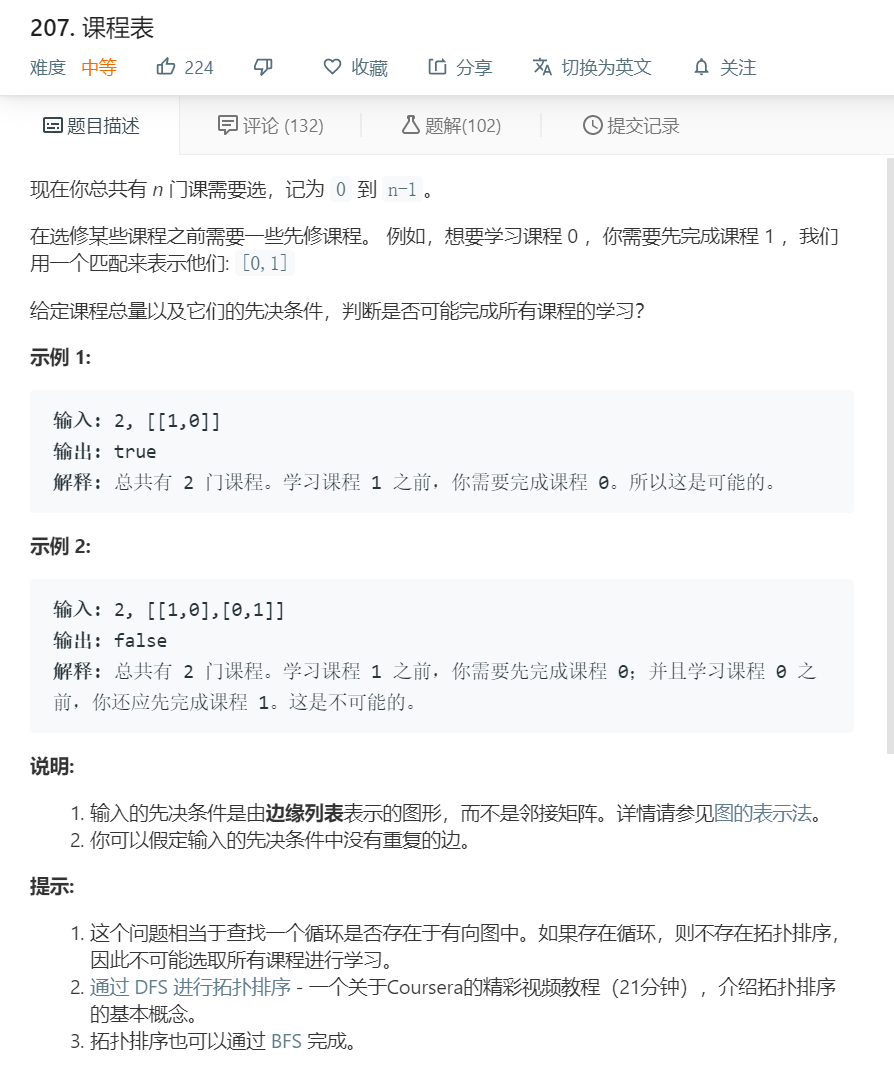 207. 课程表
难度 中等 224 收藏 分享 切换为英文 关注
题目描述 评论 (132) 题解(102) 提交记录
现在你总共有 n 门课需要选，记为 0 到 n-1 。
在选修某些课程之前需要一些先修课程。 例如，想要学习课程 0 ，你需要先完成课程 1 ，我们
用一个匹配来表示他们: [0,1]
给定课程总量以及它们的先决条件，判断是否可能完成所有课程的学习？
示例 1:
输入: 2, [[1,0]]
输出: true
解释: 总共有 2 门课程。学习课程 1 之前，你需要完成课程 0。所以这是可能的。
示例 2:
输入: 2, [[1,0],[0,1]]
输出: false
解释: 总共有 2 门课程。学习课程 1 之前，你需要先完成课程 0；并且学习课程 0 之
前，你还应先完成课程 1。这是不可能的。
说明:
1. 输入的先决条件是由边缘列表表示的图形，而不是邻接矩阵。详情请参见图的表示法。
2. 你可以假定输入的先决条件中没有重复的边。
提示:
1. 这个问题相当于查找一个循环是否存在于有向图中。如果存在循环，则不存在拓扑排序，
因此不可能选取所有课程进行学习。
2. 通过 DFS 进行拓扑排序 - 一个关于Coursera的精彩视频教程（21分钟），介绍拓扑排序
的基本概念。
3. 拓扑排序也可以通过 BFS 完成。